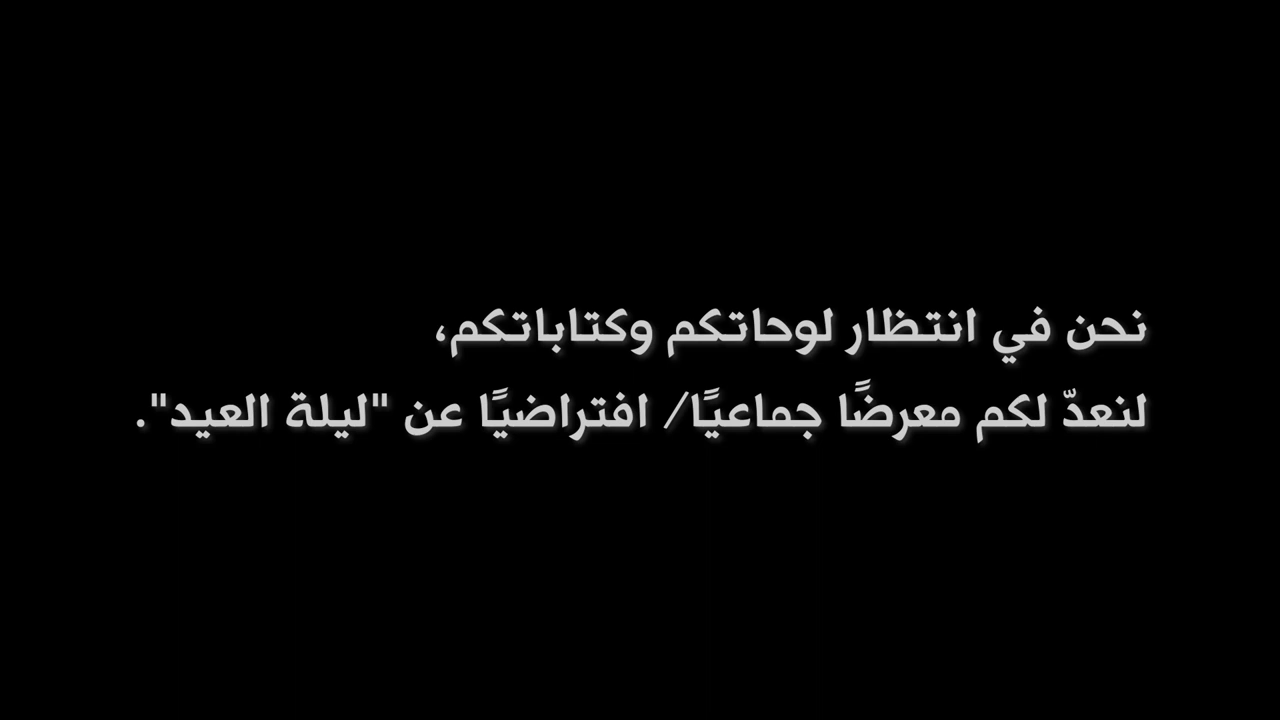 نحن في انتظار لوحاتكم وكتاباتكم،
لنعدّ لكم معرضًا جماعيًا/ افتراضيًا عن "ليلة العيد".